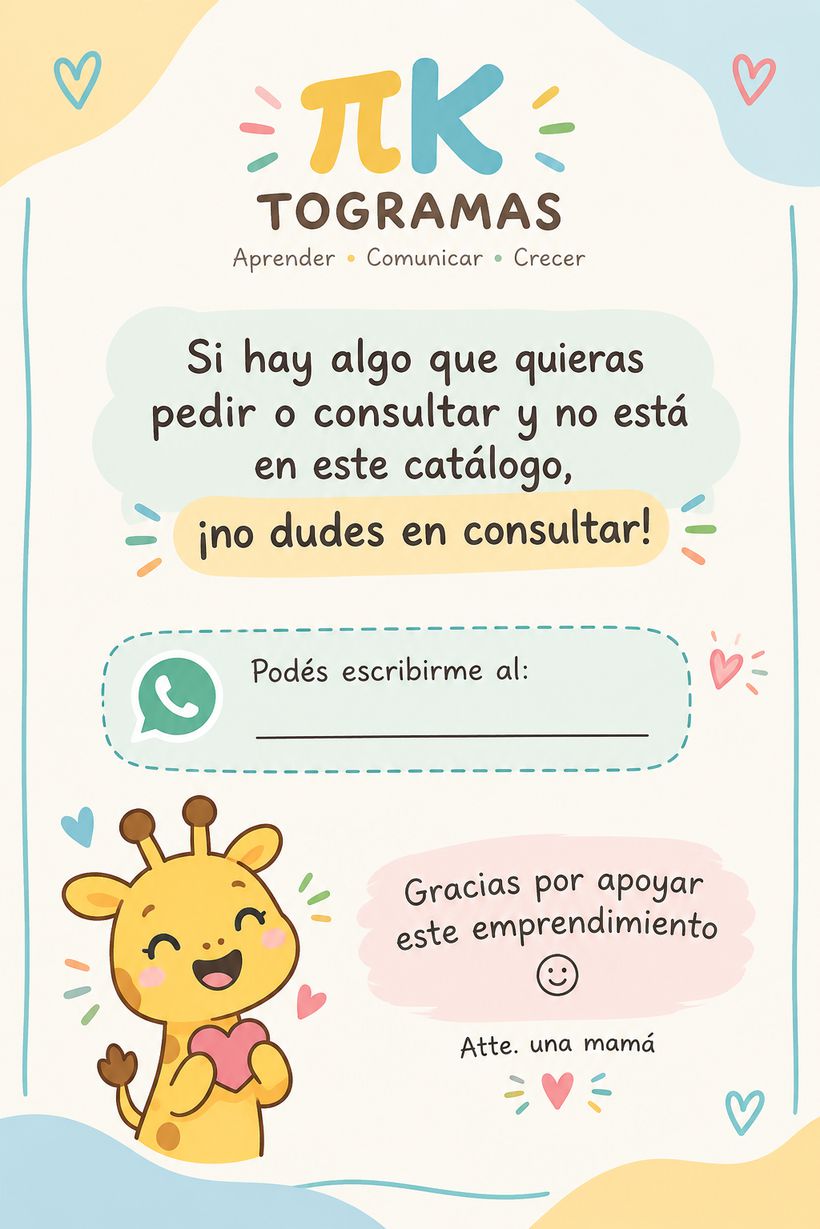 πK
TOGRAMAS
Aprender • Comunicar • Crecer
Si hay algo que quieras
pedir o consultar y no está
en este catálogo,
¡no dudes en consultar!
Podés escribirme al:
Gracias por apoyar
este emprendimiento
☺
Atte. una mamá